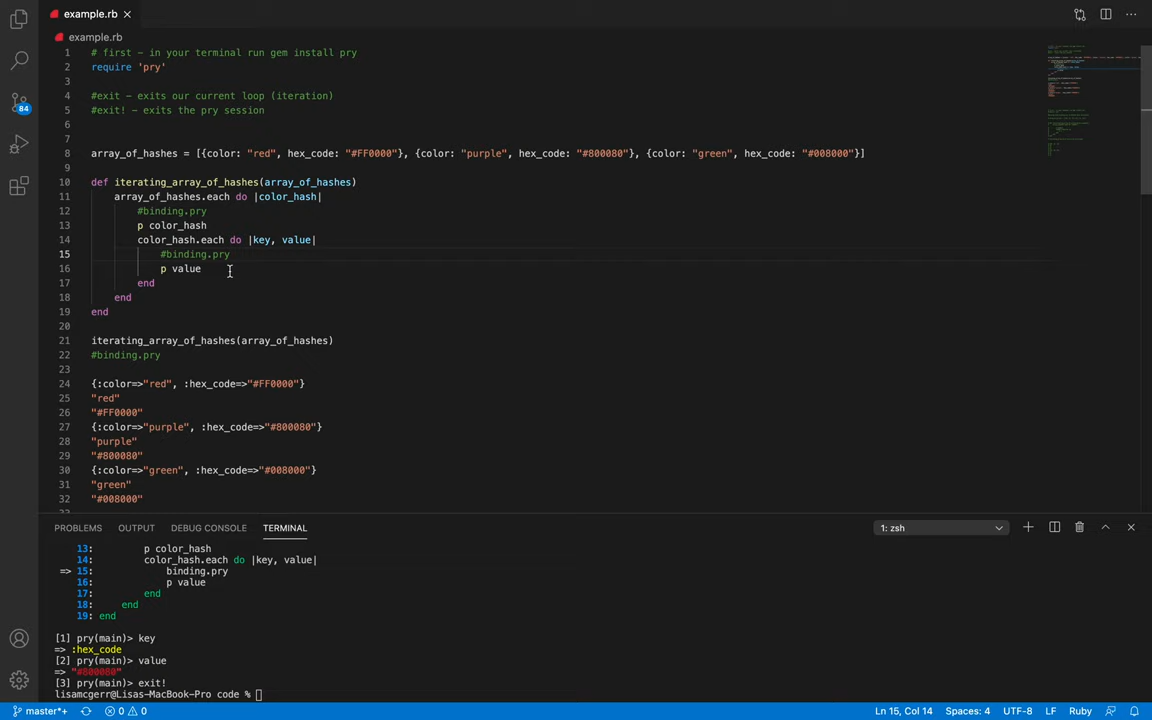 example.rb
example.rb
1 # first - in your terminal run gem install pry
2 require 'pry'
3
4 #exit - exits our current loop (iteration)
5 #exit! - exits the pry session
6
7
8 array_of_hashes = [{color: "red", hex_code: "#FF0000"}, {color: "purple", hex_code: "#800080"}, {color: "green", hex_code: "#008000"}]
9
10 def iterating_array_of_hashes(array_of_hashes)
11 array_of_hashes.each do |color_hash|
12 #binding.pry
13 p color_hash
14 color_hash.each do |key, value|
15 #binding.pry
16 p value
17 end
18 end
19 end
20
21 iterating_array_of_hashes(array_of_hashes)
22 #binding.pry
23
24 {:color=>"red", :hex_code=>"#FF0000"}
25 "red"
26 "#FF0000"
27 {:color=>"purple", :hex_code=>"#800080"}
28 "purple"
29 "#800080"
30 {:color=>"green", :hex_code=>"#008000"}
31 "green"
32 "#008000"
84
PROBLEMS OUTPUT DEBUG CONSOLE TERMINAL 1: zsh
13: p color_hash
14: color_hash.each do |key, value|
=> 15: binding.pry
16: p value
17: end
18: end
19: end
[1] pry(main)> key
=> :hex_code
[2] pry(main)> value
=> "#800080"
[3] pry(main)> exit!
lisamcgerr@Lisas-MacBook-Pro code %
master*+ 0 0 Ln 15, Col 14 Spaces: 4 UTF-8 LF Ruby